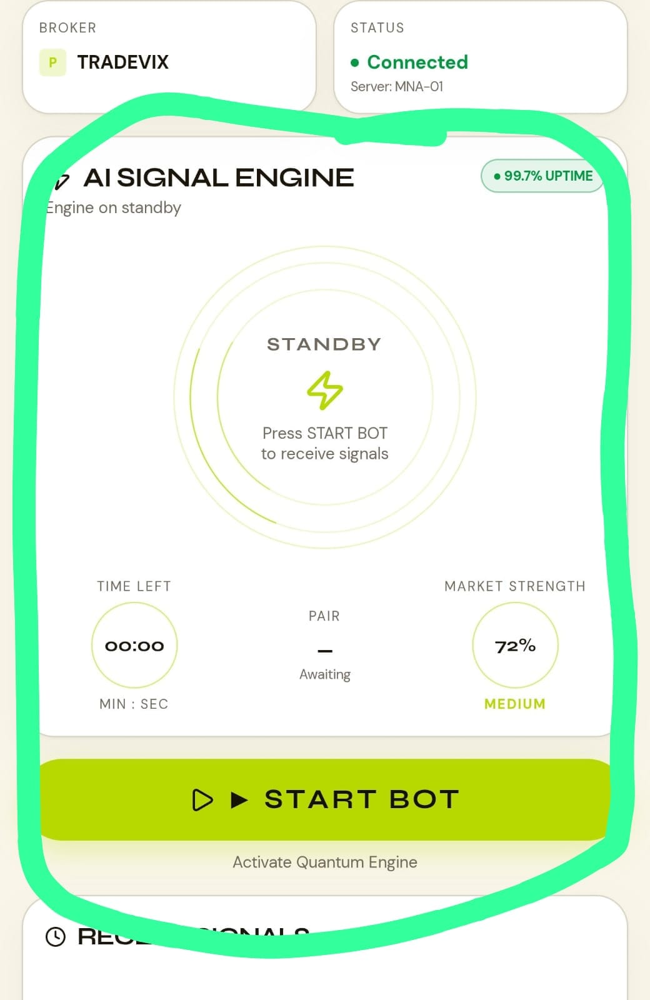 BROKER
P TRADEVIX
STATUS
• Connected
Server: MNA-01
AI SIGNAL ENGINE
• 99.7% UPTIME
Engine on standby
STANDBY
Press START BOT
to receive signals
TIME LEFT
00:00
MIN : SEC
PAIR
–
Awaiting
MARKET STRENGTH
72%
MEDIUM
▶ START BOT
Activate Quantum Engine